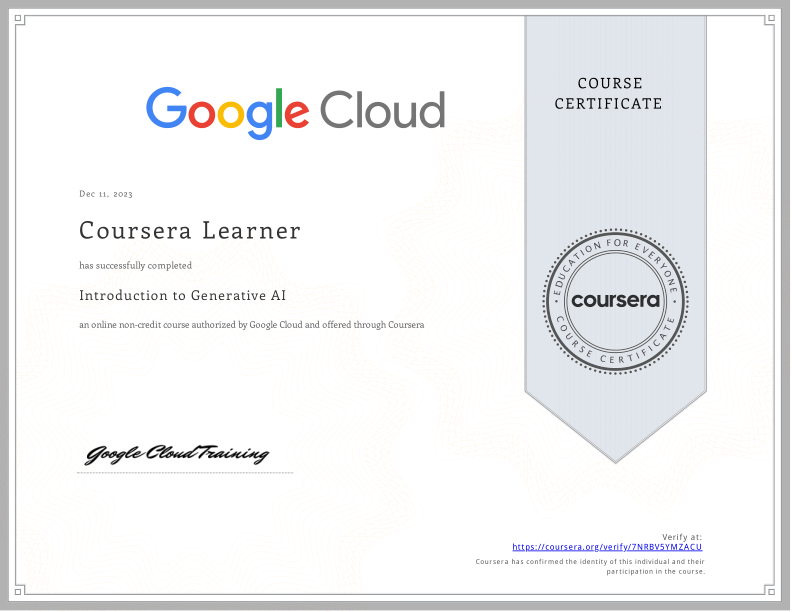 COURSE
CERTIFICATE
Google Cloud
Dec 11, 2023
Coursera Learner
has successfully completed
Introduction to Generative AI
an online non-credit course authorized by Google Cloud and offered through Coursera
EDUCATION FOR EVERYONE
coursera
COURSE CERTIFICATE
Google Cloud Training
Verify at:
https://coursera.org/verify/7NRBV5YMZACU
Coursera has confirmed the identity of this individual and their
participation in the course.